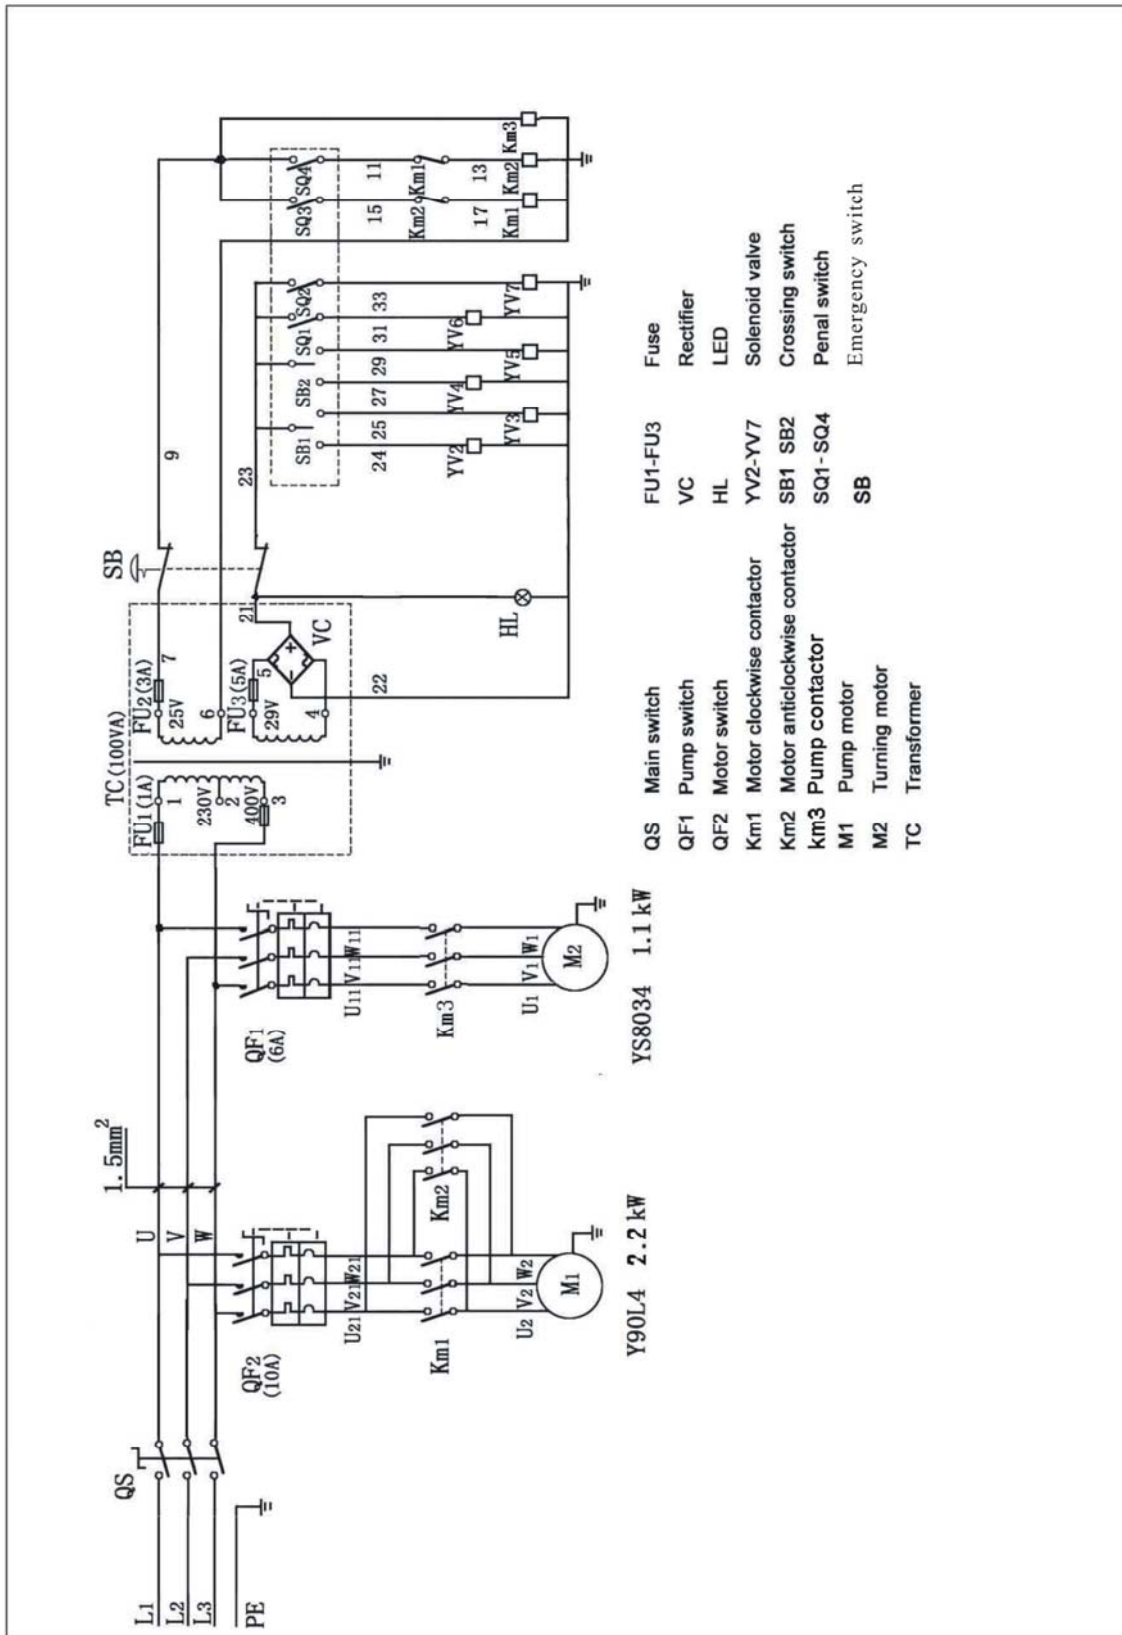 L1
L2
L3
PE
QS
U
V
W
1.5mm²
QF2
(10A)
U21 V21 W21
Km1
Km2
U2 V2 W2
M1
Y90L4 2.2kW
QF1
(6A)
U11 V11 W11
Km3
U1 V1 W1
M2
YS8034 1.1kW
TC(100VA)
FU1(1A)
1
230V
2
400V
3
FU2(3A)
7
25V
6
FU3(5A)
5
29V
4
VC
21
22
SB
HL
9
23
SB1
SB2
SQ1
SQ2
SQ3
SQ4
24
25
27
29
31
33
15
11
YV2
YV3
YV4
YV5
YV6
YV7
Km2
Km1
17
13
Km1
Km2
Km3
QS Main switch
QF1 Pump switch
QF2 Motor switch
Km1 Motor clockwise contactor
Km2 Motor anticlockwise contactor
km3 Pump contactor
M1 Pump motor
M2 Turning motor
TC Transformer
FU1-FU3 Fuse
VC Rectifier
HL LED
YV2-YV7 Solenoid valve
SB1 SB2 Crossing switch
SQ1-SQ4 Penal switch
SB Emergency switch